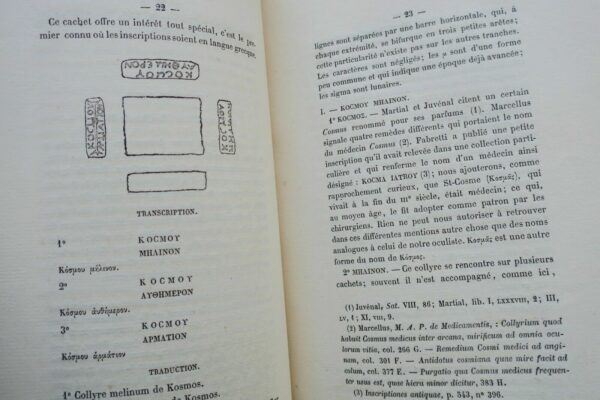 — 22 —
Ce cachet offre un intérêt tout spécial, c'est le pre-
mier connu où les inscriptions soient en langue grecque.
ΚΟCΜΟΥ
ΑΥΘΗΜΕΡΟΝ
TRANSCRIPTION.
1° ΚΟCΜΟΥ
ΜΗΛΙΝΟΝ
Κόσμου μέλινον.
2° ΚΟCΜΟΥ
ΑΥΘΗΜΕΡΟΝ
Κόσμου αυθήμερον.
3° ΚΟCΜΟΥ
ΑΡΜΑΤΙΟΝ
Κόσμου ἁρμάτιον
TRADUCTION.
1° Collyre melinum de Kosmos.
— 23 —
lignes sont séparées par une barre horizontale, qui, à
chaque extrémité, se bifurque en trois petites arêtes;
cette particularité n'existe pas sur les autres tranches.
Les caractères sont négligés; les μ sont d'une forme
peu commune et qui indique une époque déjà avancée;
les sigma sont lunaires.
1. — ΚΟCΜΟΥ ΜΗΛΙΝΟΝ.
1° ΚΟCΜΟΣ. — Martial et Juvénal citent un certain
Cosmus renommé pour ses parfums (1). Marcellus
signale quatre remèdes différents qui portaient le nom
du médecin Cosmus (2). Fabretti a publié une petite
inscription qu'il avait relevée dans une collection parti-
culière et qui renferme le nom d'un médecin ainsi
désigné : ΚΟCΜΑ ΙΑΤΡΟΥ (3); nous ajouterons, comme
rapprochement curieux, que St-Cosme (Κοσμᾶς), qui
vivait à la fin du IIIe siècle, était médecin; ce qui,
au moyen âge, le fit adopter comme patron par les
chirurgiens. Rien ne peut nous autoriser à retrouver
dans ces différentes mentions autre chose que des noms
analogues à celui de notre oculiste. Κοσμᾶς est une autre
forme du nom de Κόσμος.
2° ΜΗΛΙΝΟΝ. — Ce collyre se rencontre sur plusieurs
cachets; souvent il n'est accompagné, comme ici,
(1) Juvénal, Sat. VIII, 86; Martial, lib. I, LXXXVIII, 2; III,
LV, 1; XI, VIII, 9.
(2) Marcellus, M. A. P. de Medicamentis, : Collyrium quod
habuit Cosmus medicus inter arcana, mirificum ad omnia ocu-
lorum vitia, col. 266 G. — Remedium Cosmi medici ad angi-
nam, col. 301 F. — Antidotus cosmiana quæ mire facit ad
colum, col. 377 E. — Purgatio qua Cosmus medicus frequen-
ter usus est, quae hiera minor dicitur, 383 H.
(3) Inscriptiones antiquae, p. 543, n° 396.